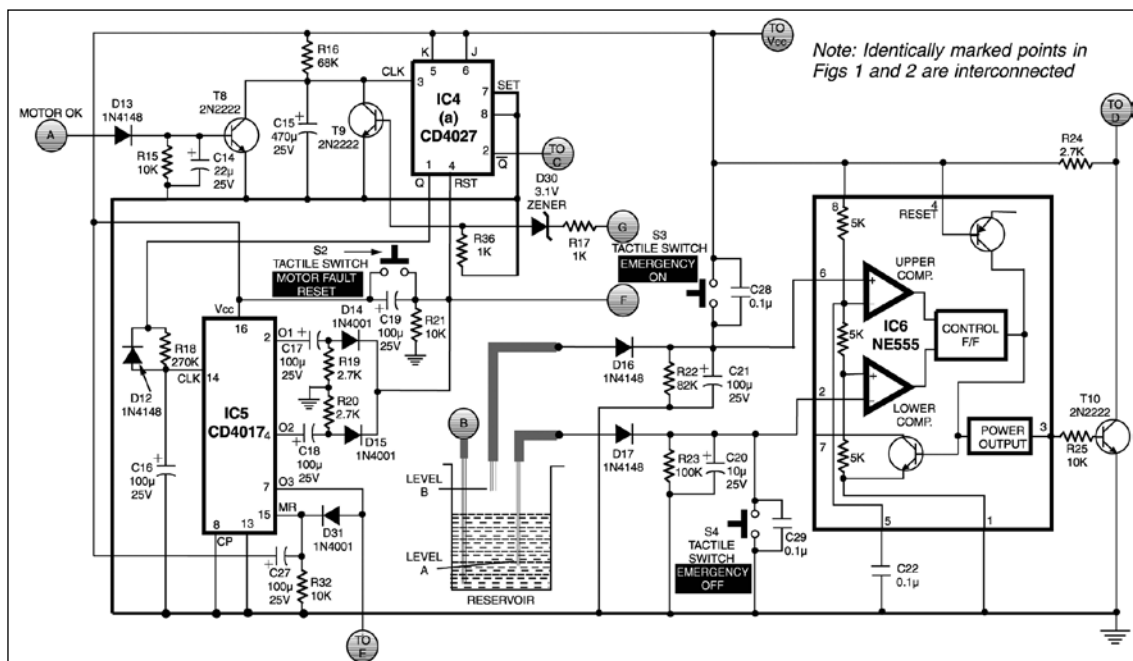 TO
Vcc
Note: Identically marked points in
Figs 1 and 2 are interconnected
R16
68K
K
J
5
6
CLK
3
IC4
(a)
CD4027
SET
7
8
2
Q
TO
C
1
4
Q
RST
MOTOR OK
A
D13
1N4148
T8
2N2222
R15
10K
C14
22µ
25V
C15
470µ
25V
T9
2N2222
D30
3.1V
ZENER
G
R17
1K
R36
1K
TO
D
R24
2.7K
S2
TACTILE SWITCH
MOTOR FAULT
RESET
S3
TACTILE SWITCH
EMERGENCY
ON
C28
0.1µ
F
C19
100µ
25V
R21
10K
Vcc
16
R18
270K
CLK
14
D12
1N4148
IC5
CD4017
O1
2
C17
100µ
25V
D14
1N4001
R19
2.7K
R20
2.7K
O2
4
C18
100µ
25V
D15
1N4001
O3
7
MR
15
D31
1N4001
8
13
CP
C16
100µ
25V
C27
100µ
25V
R32
10K
TO
E
B
LEVEL
B
LEVEL
A
RESERVOIR
D16
1N4148
R22
82K
C21
100µ
25V
D17
1N4148
R23
100K
C20
10µ
25V
S4
TACTILE
SWITCH
EMERGENCY
OFF
C29
0.1µ
8
4
RESET
5K
6
UPPER
COMP.
+
–
5K
IC6
NE555
CONTROL
F/F
2
+
–
LOWER
COMP.
7
5K
POWER
OUTPUT
3
R25
10K
T10
2N2222
5
1
C22
0.1µ